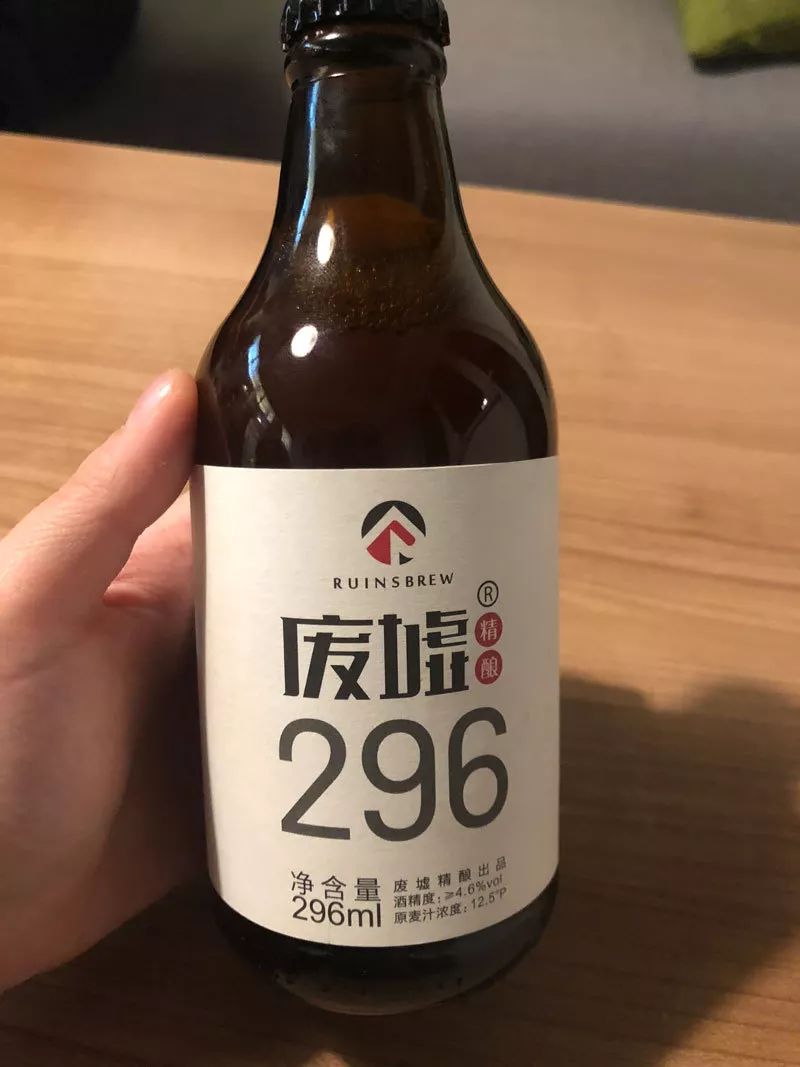 RUINSBREW
废墟®
精酿
296
净含量
296ml
废墟精酿出品
酒精度:≥4.6%vol
原麦汁浓度:12.5°P